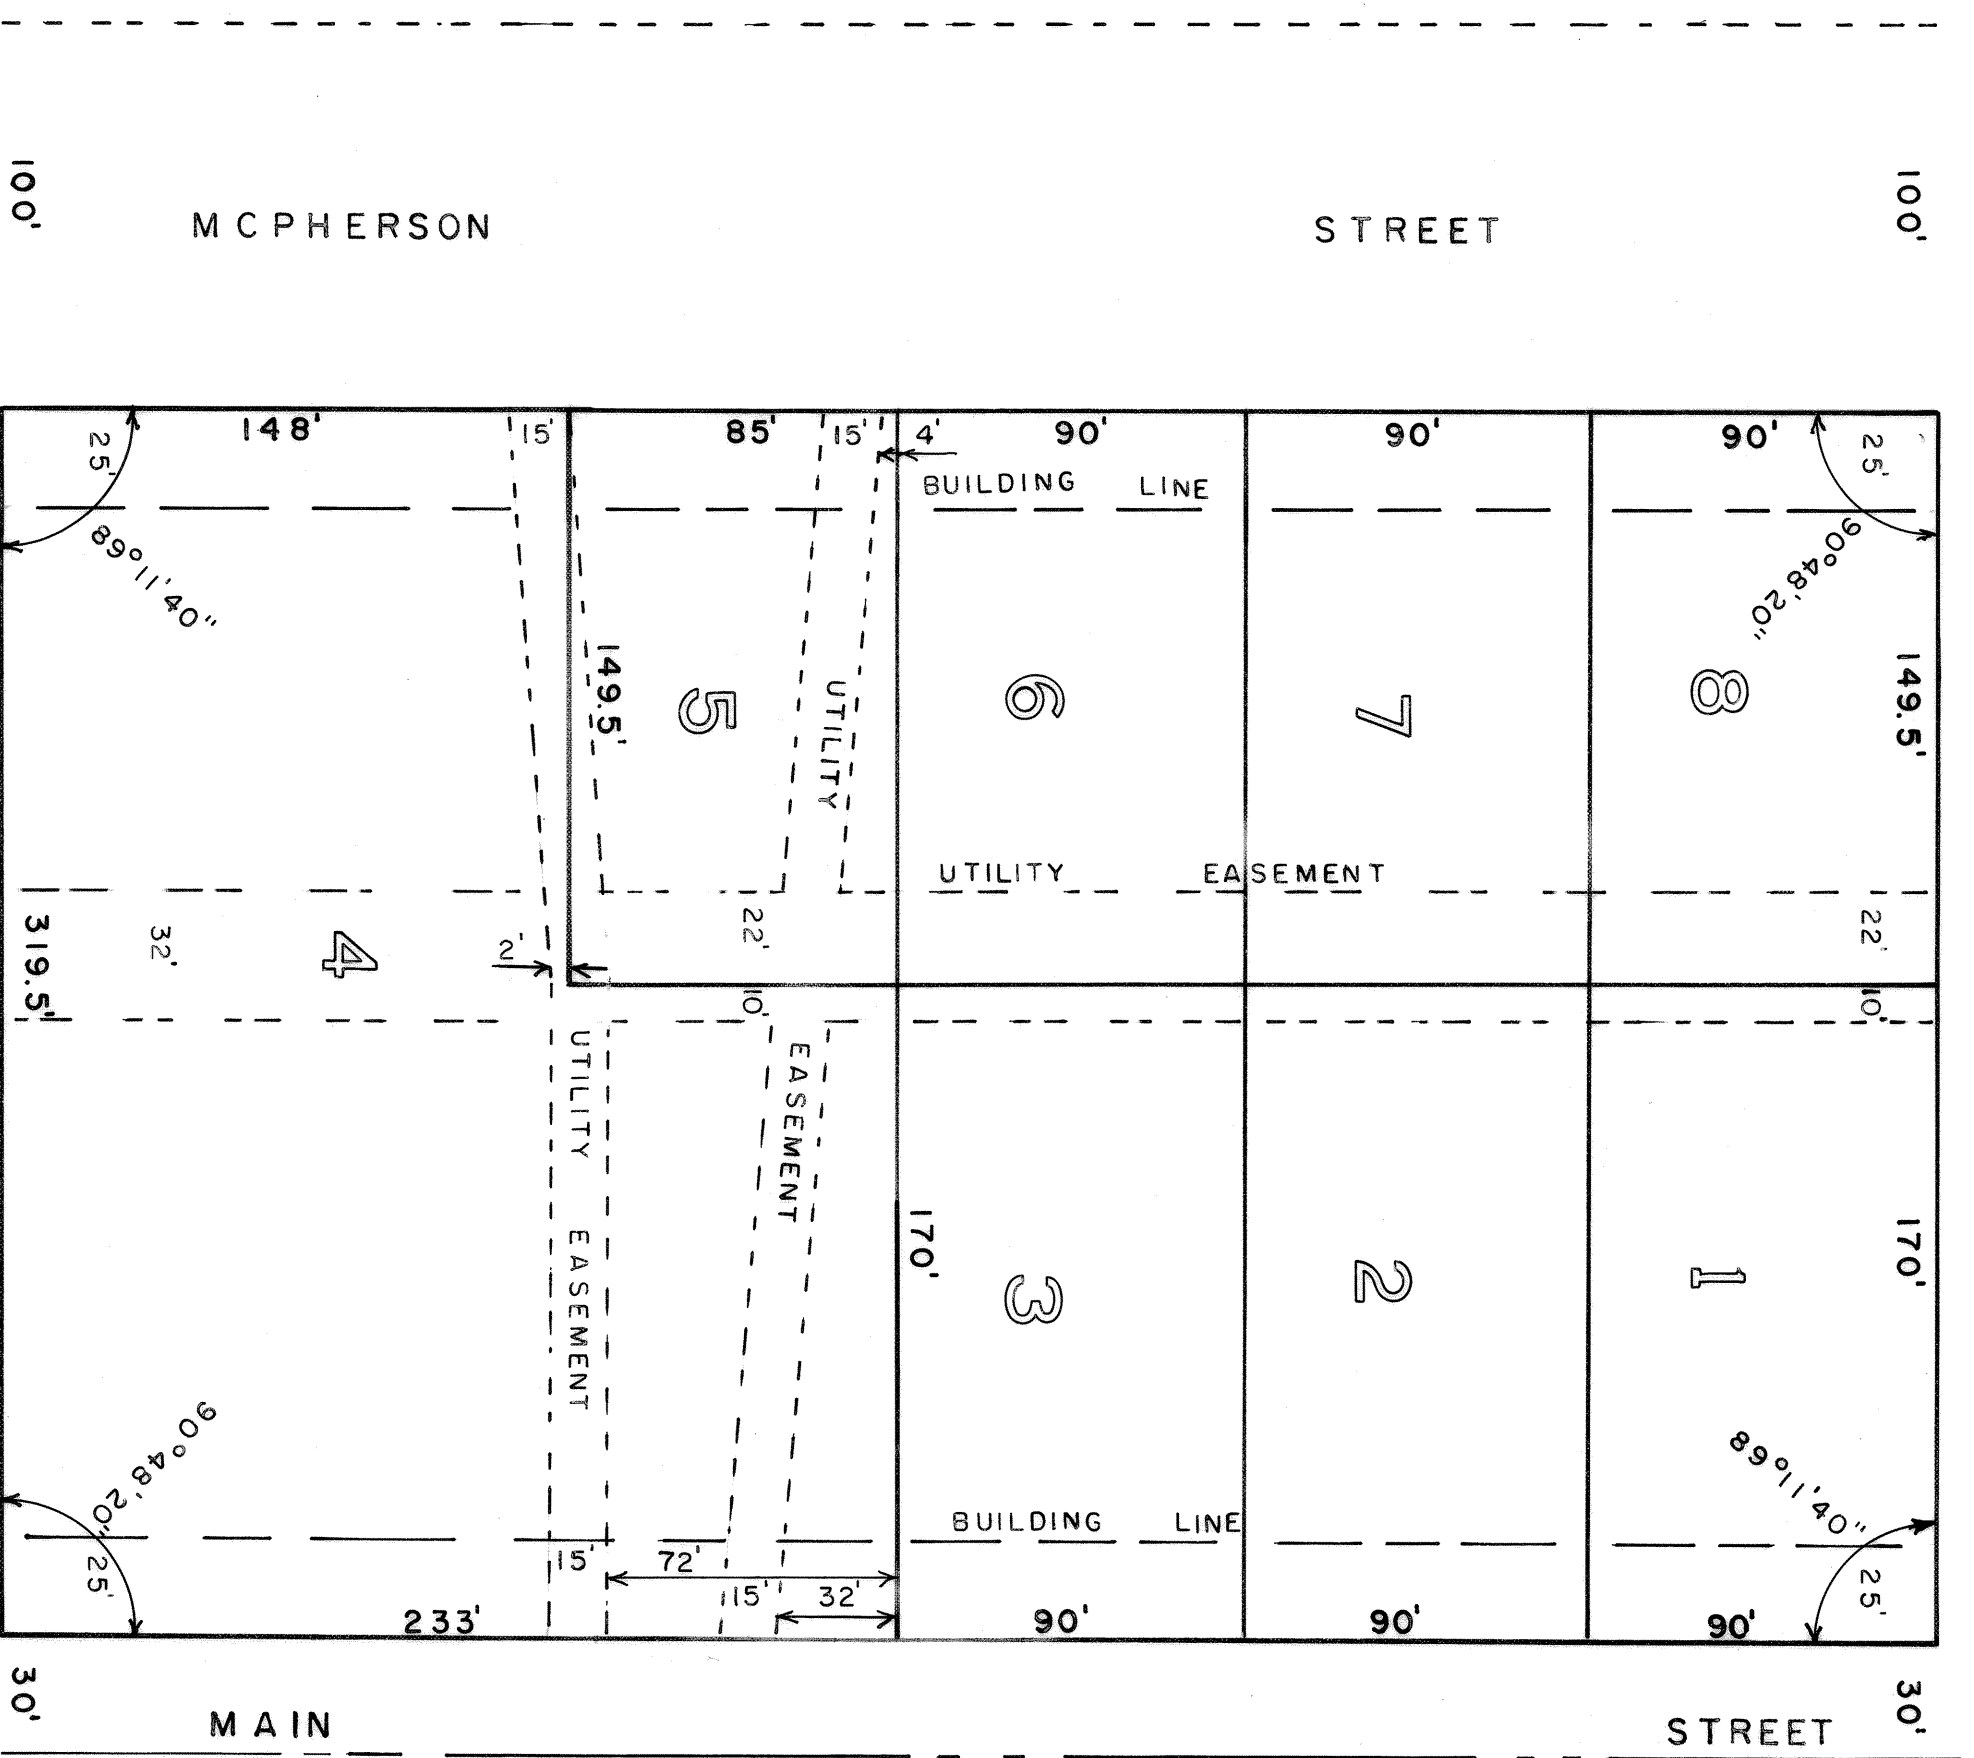 100'
100'
MCPHERSON STREET
148' 15' 85' 15' 4' 90' 90' 90'
25' 25'
BUILDING LINE
89°11'40" 90°48'20"
149.5' 149.5'
5 6 7 8
UTILITY
UTILITY EASEMENT
319.5' 32' 4 2' 22' 22'
10' 10'
UTILITY EASEMENT
EASEMENT
170' 170'
3 2 1
90°48'20" 89°11'40"
BUILDING LINE
25' 15' 72' 25'
15' 32'
233' 90' 90' 90'
30' 30'
MAIN STREET